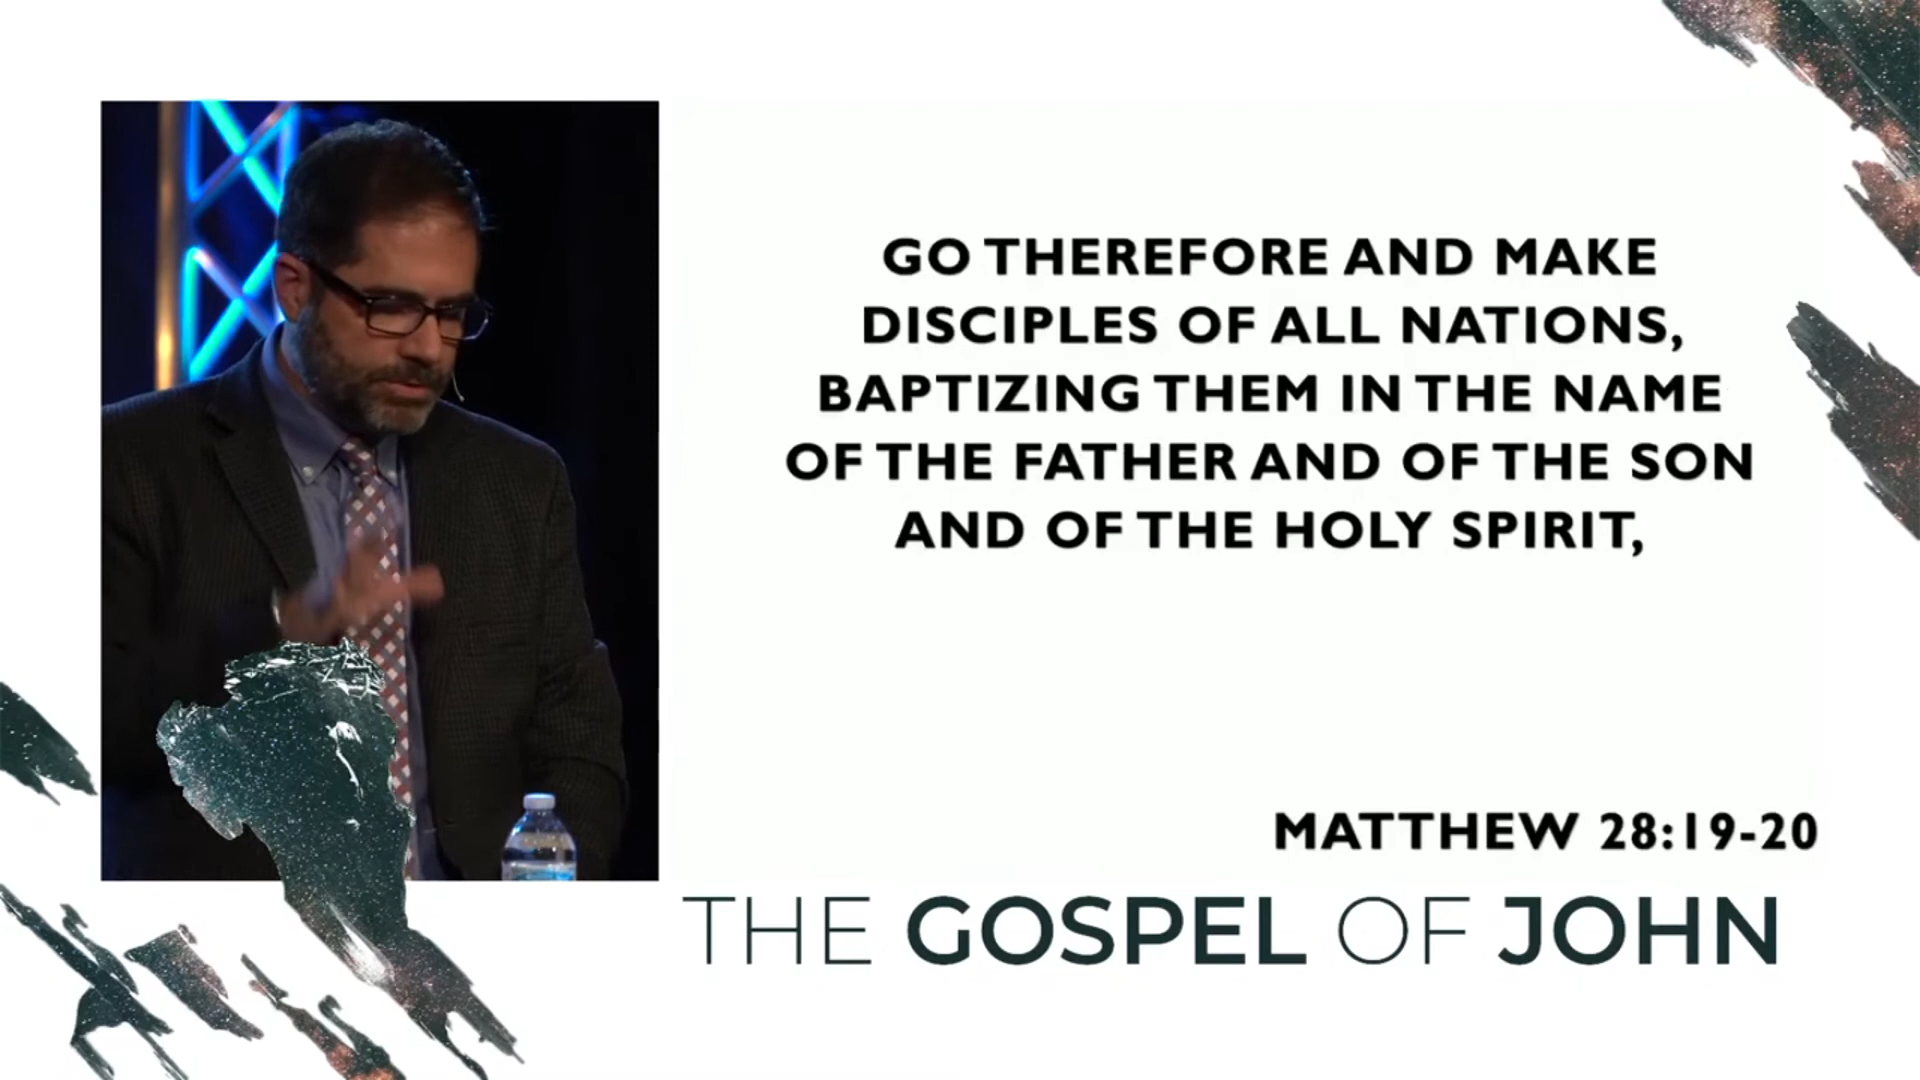 GO THEREFORE AND MAKE
DISCIPLES OF ALL NATIONS,
BAPTIZING THEM IN THE NAME
OF THE FATHER AND OF THE SON
AND OF THE HOLY SPIRIT,
MATTHEW 28:19-20
THE GOSPEL OF JOHN